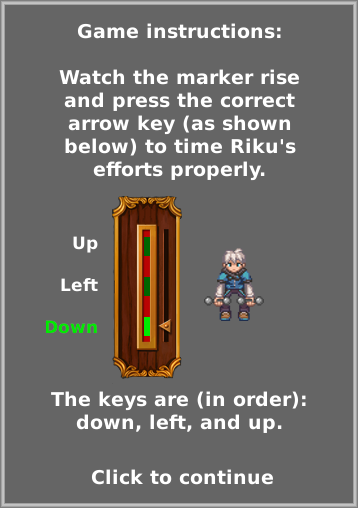 Game instructions:
Watch the marker rise
and press the correct
arrow key (as shown
below) to time Riku's
efforts properly.
Up
Left
Down
The keys are (in order):
down, left, and up.
Click to continue